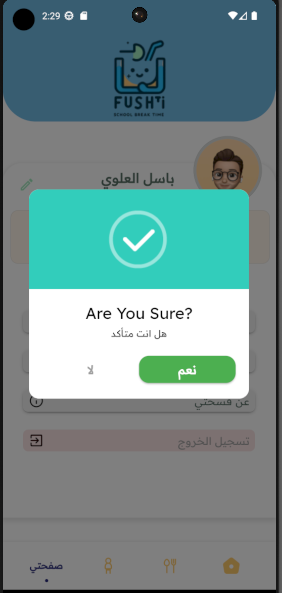 2:29
FUSHTi
SCHOOL BREAK TIME
باسل العلوي
Are You Sure?
هل انت متأكد
نعم
لا
عن فسحتي
تسجيل الخروج
صفحتي